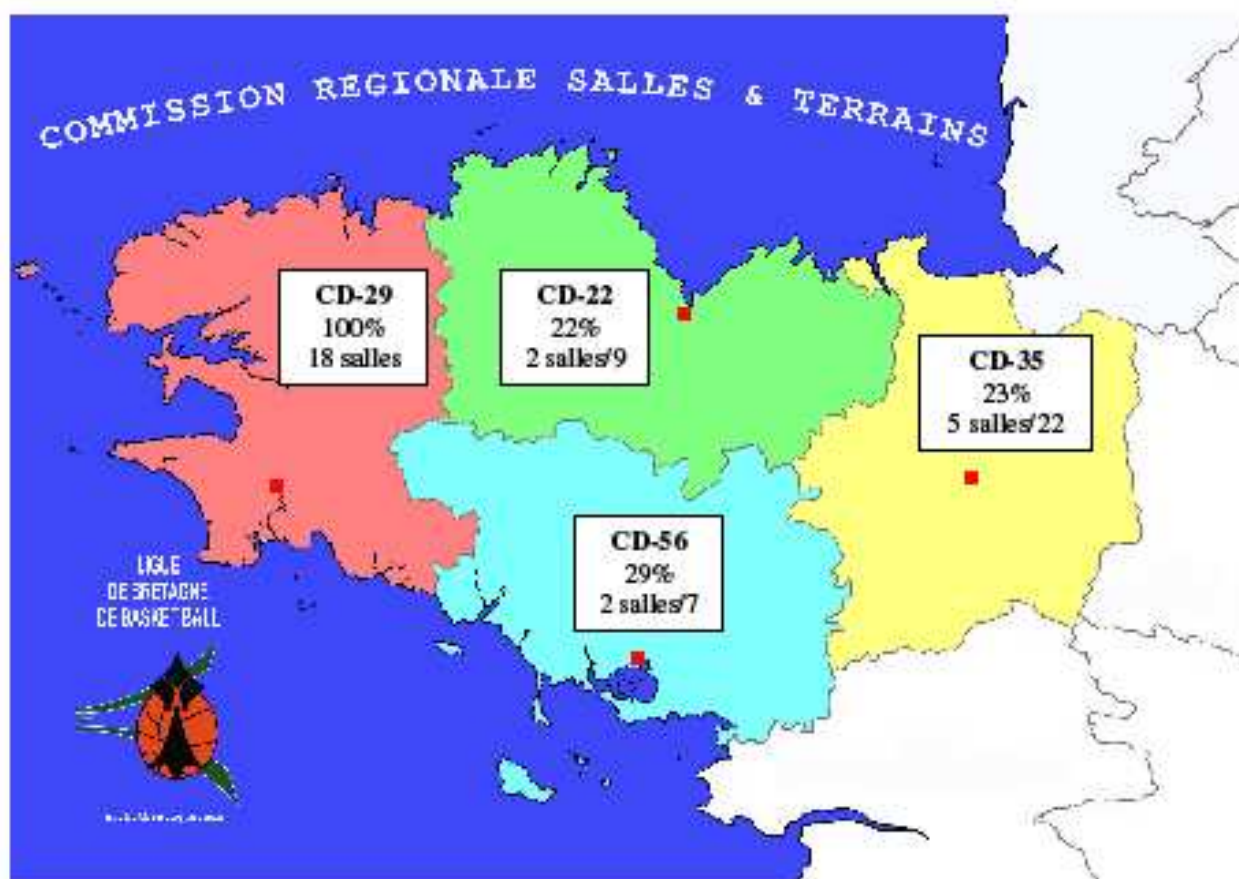 COMMISSION REGIONALE SALLES & TERRAINS
CD-29
100%
18 salles
CD-22
22%
2 salles/9
CD-35
23%
5 salles/22
CD-56
29%
2 salles/7
LIGUE
DE BRETAGNE
DE BASKET BALL